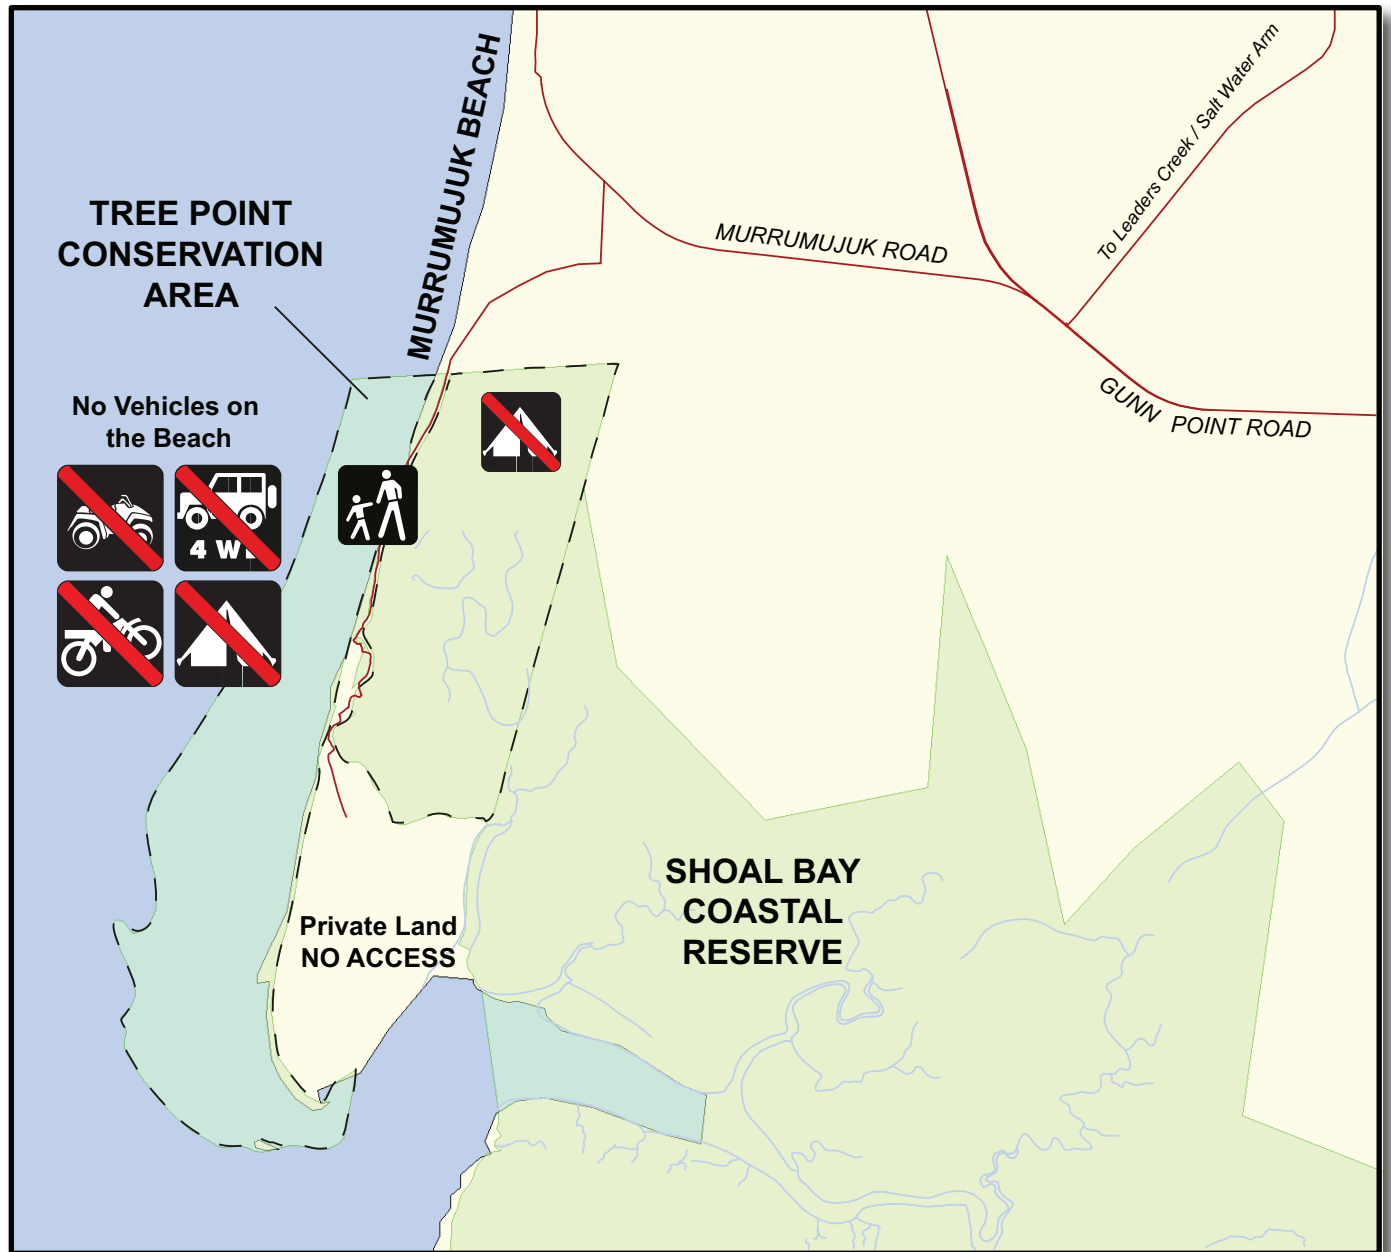 MURRUMUJUK BEACH
To Leaders Creek / Salt Water Arm
TREE POINT
CONSERVATION
AREA
MURRUMUJUK ROAD
GUNN POINT ROAD
No Vehicles on
the Beach
4 W
SHOAL BAY
COASTAL
RESERVE
Private Land
NO ACCESS